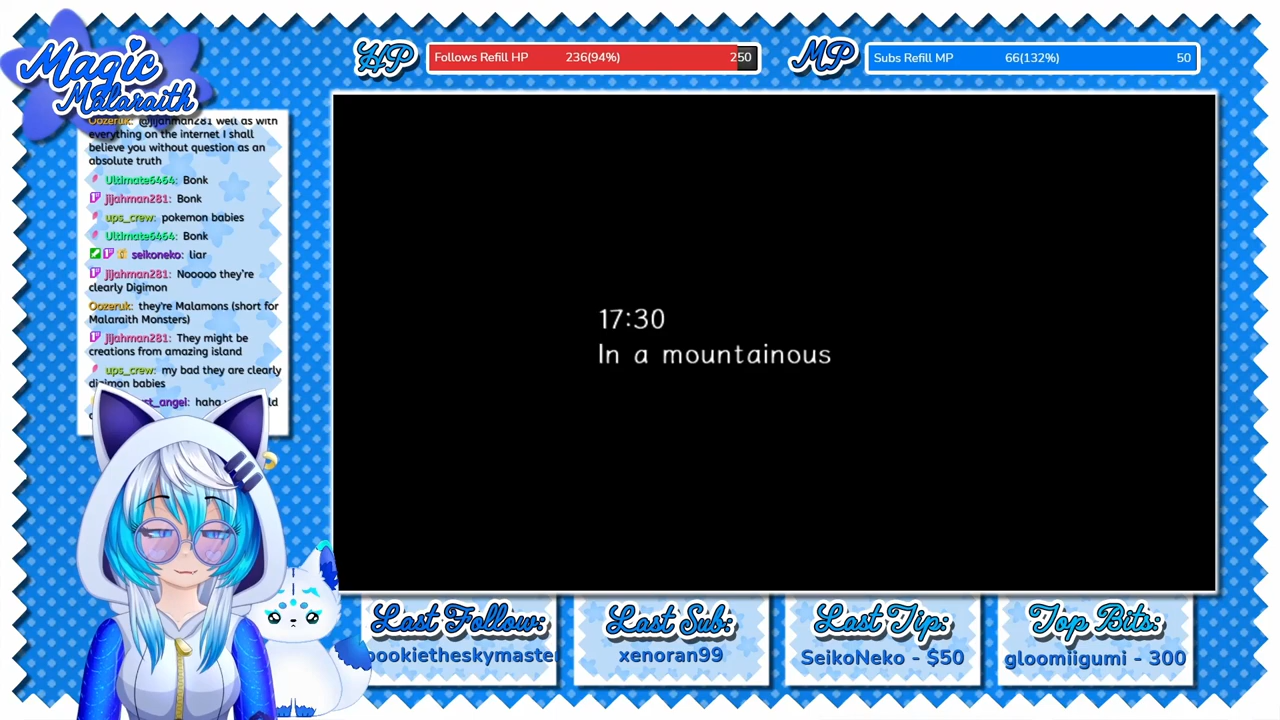 Magic
Malaraith
HP
Follows Refill HP 236(94%) 250
MP
Subs Refill MP 66(132%) 50
Oozeruk: @jijahman281 well as with
everything on the internet I shall
believe you without question as an
absolute truth
Ultimate6464: Bonk
jijahman281: Bonk
ups_crew: pokemon babies
Ultimate6464: Bonk
seikoneko: liar
jijahman281: Nooooo they're
clearly Digimon
Oozeruk: they're Malamons (short for
Malaraith Monsters)
jijahman281: They might be
creations from amazing island
ups_crew: my bad they are clearly
digimon babies
st_angel: haha
17:30
In a mountainous
Last Follow:
pookietheskymaster
Last Sub:
xenoran99
Last Tip:
SeikoNeko - $50
Top Bits:
gloomiigumi - 300